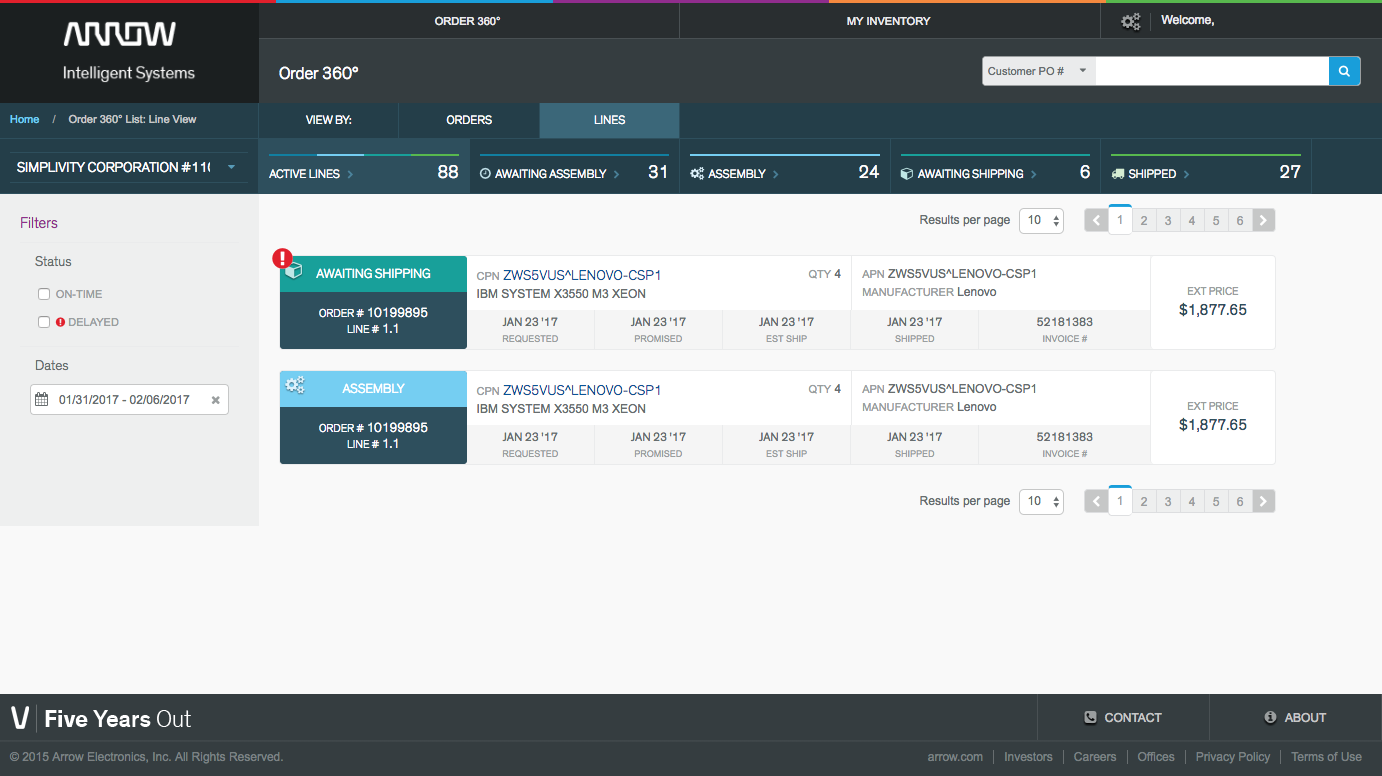 ARROW
Intelligent Systems
ORDER 360°
MY INVENTORY
Welcome,
Order 360°
Customer PO #
Home / Order 360° List: Line View
VIEW BY:
ORDERS
LINES
SIMPLIVITY CORPORATION #11
ACTIVE LINES 88
AWAITING ASSEMBLY 31
ASSEMBLY 24
AWAITING SHIPPING 6
SHIPPED 27
Filters
Status
ON-TIME
DELAYED
Dates
01/31/2017 - 02/06/2017
Results per page 10 1 2 3 4 5 6
AWAITING SHIPPING
ORDER # 10199895
LINE # 1.1
CPN ZWS5VUS^LENOVO-CSP1 QTY 4
IBM SYSTEM X3550 M3 XEON
APN ZWS5VUS^LENOVO-CSP1
MANUFACTURER Lenovo
JAN 23 '17 JAN 23 '17 JAN 23 '17 JAN 23 '17 52181383
REQUESTED PROMISED EST SHIP SHIPPED INVOICE #
EXT PRICE
$1,877.65
ASSEMBLY
ORDER # 10199895
LINE # 1.1
CPN ZWS5VUS^LENOVO-CSP1 QTY 4
IBM SYSTEM X3550 M3 XEON
APN ZWS5VUS^LENOVO-CSP1
MANUFACTURER Lenovo
JAN 23 '17 JAN 23 '17 JAN 23 '17 JAN 23 '17 52181383
REQUESTED PROMISED EST SHIP SHIPPED INVOICE #
EXT PRICE
$1,877.65
Results per page 10 1 2 3 4 5 6
Five Years Out
CONTACT
ABOUT
© 2015 Arrow Electronics, Inc. All Rights Reserved.
arrow.com Investors Careers Offices Privacy Policy Terms of Use